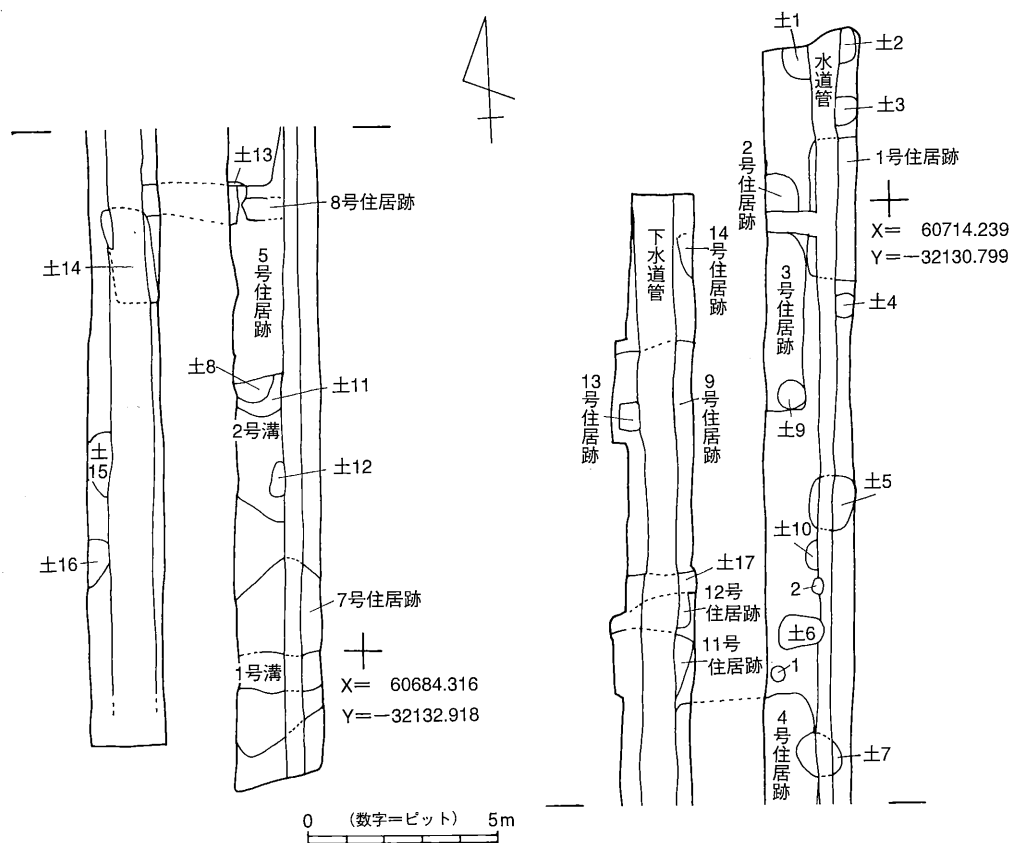 土1
土2
水道管
土3
1号住居跡
2号住居跡
X= 60714.239
Y=-32130.799
3号住居跡
土4
土9
土5
土10
2
土6
1
4号住居跡
土7
下水道管
14号住居跡
13号住居跡
9号住居跡
土17
12号
住居跡
11号
住居跡
土13
8号住居跡
土14
5号住居跡
土8
土11
2号溝
土12
土
15
土16
7号住居跡
1号溝
X= 60684.316
Y=-32132.918
0 (数字=ピット) 5m